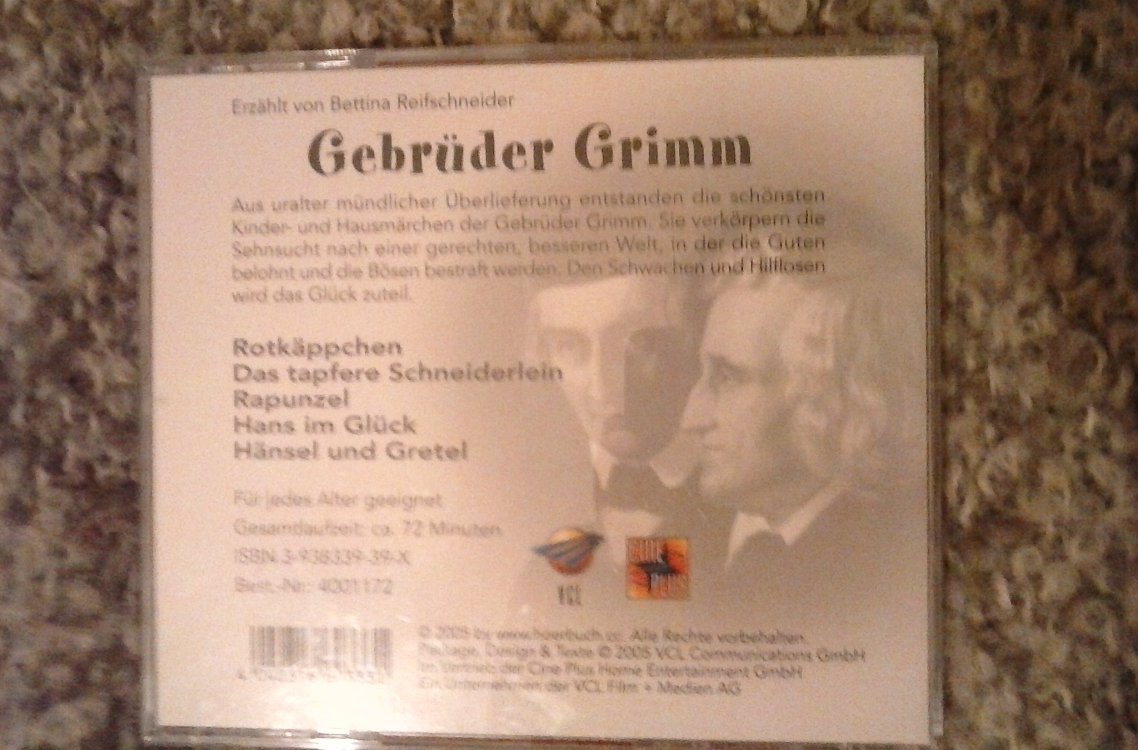 Erzählt von Bettina Reifschneider
Gebrüder Grimm
Aus uralter mündlicher Überlieferung entstanden die schönsten
Kinder- und Hausmärchen der Gebrüder Grimm. Sie verkörpern die
Sehnsucht nach einer gerechten, besseren Welt, in der die Guten
belohnt und die Bösen bestraft werden. Den Schwachen und Hilflosen
wird das Glück zuteil.
Rotkäppchen
Das tapfere Schneiderlein
Rapunzel
Hans im Glück
Hänsel und Gretel
Für jedes Alter geeignet
Gesamtlaufzeit: ca. 72 Minuten
ISBN 3-938339-39-X
Best.-Nr.: 4001172
VCL
© 2005 by www.hoerbuch.cc. Alle Rechte vorbehalten.
Package, Design & Texte © 2005 VCL Communications GmbH
Im Vertrieb der Cine Plus Home Entertainment GmbH
Ein Unternehmen der VCL Film + Medien AG